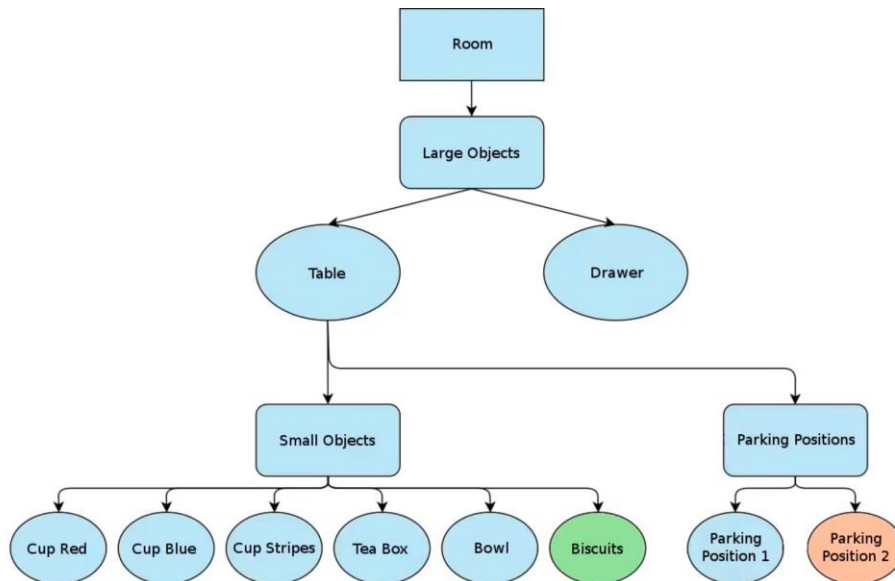 Room
Large Objects
Table
Drawer
Small Objects
Parking Positions
Cup Red
Cup Blue
Cup Stripes
Tea Box
Bowl
Biscuits
Parking
Position 1
Parking
Position 2